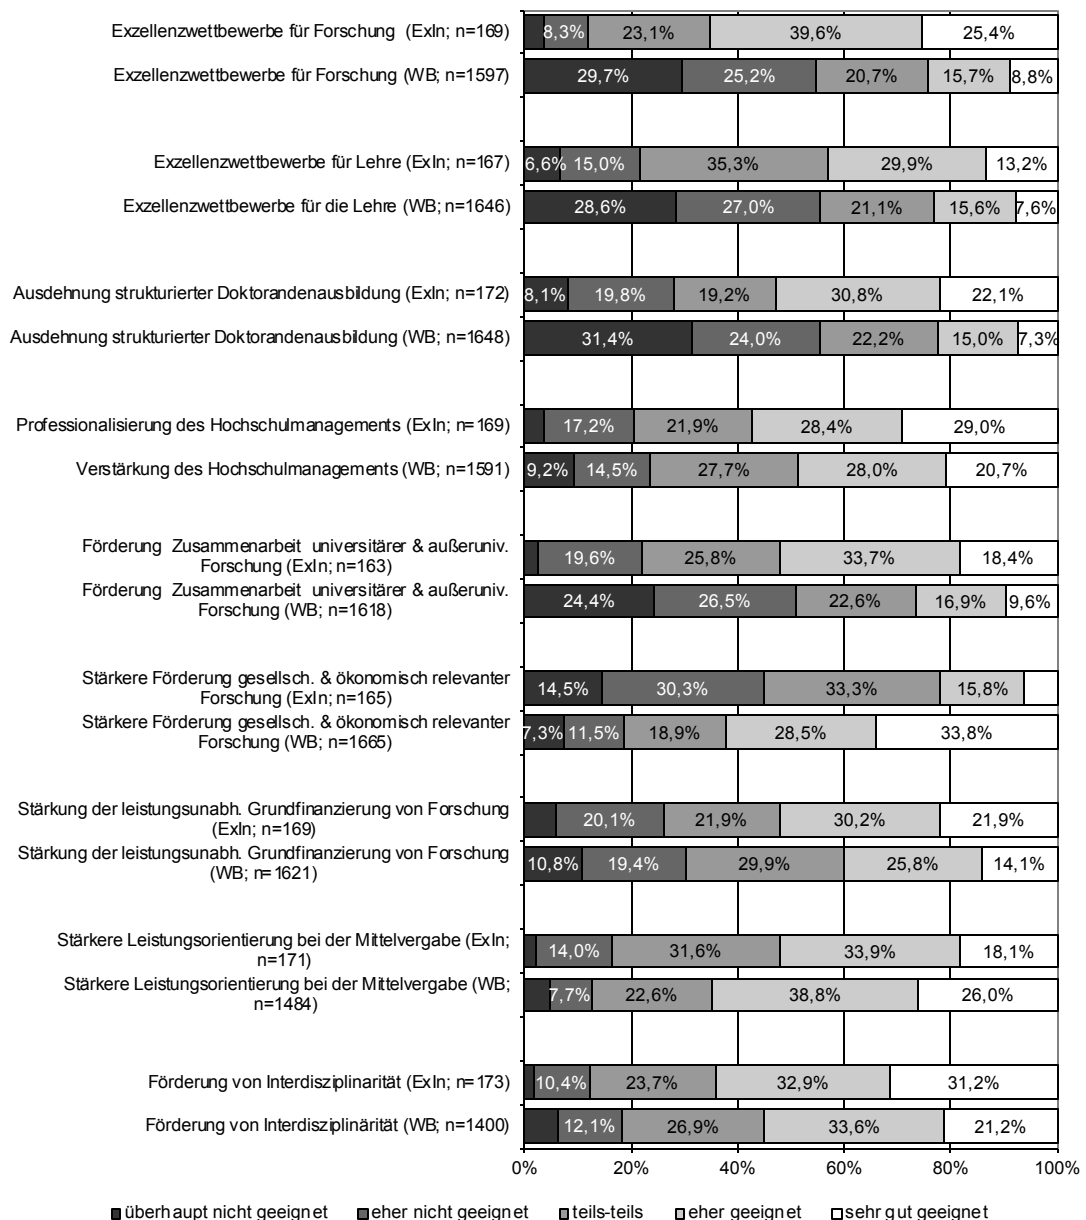 Exzellenzwettbewerbe für Forschung (ExIn; n=169)
8,3% 23,1% 39,6% 25,4%
Exzellenzwettbewerbe für Forschung (WB; n=1597)
29,7% 25,2% 20,7% 15,7% 8,8%
Exzellenzwettbewerbe für Lehre (ExIn; n=167)
6,6% 15,0% 35,3% 29,9% 13,2%
Exzellenzwettbewerbe für die Lehre (WB; n=1646)
28,6% 27,0% 21,1% 15,6% 7,6%
Ausdehnung strukturierter Doktorandenausbildung (ExIn; n=172)
8,1% 19,8% 19,2% 30,8% 22,1%
Ausdehnung strukturierter Doktorandenausbildung (WB; n=1648)
31,4% 24,0% 22,2% 15,0% 7,3%
Professionalisierung des Hochschulmanagements (ExIn; n=169)
17,2% 21,9% 28,4% 29,0%
Verstärkung des Hochschulmanagements (WB; n=1591)
9,2% 14,5% 27,7% 28,0% 20,7%
Förderung Zusammenarbeit universitärer & außeruniv.
Forschung (ExIn; n=163)
19,6% 25,8% 33,7% 18,4%
Förderung Zusammenarbeit universitärer & außeruniv.
Forschung (WB; n=1618)
24,4% 26,5% 22,6% 16,9% 9,6%
Stärkere Förderung gesellsch. & ökonomisch relevanter
Forschung (ExIn; n=165)
14,5% 30,3% 33,3% 15,8%
Stärkere Förderung gesellsch. & ökonomisch relevanter
Forschung (WB; n=1665)
7,3% 11,5% 18,9% 28,5% 33,8%
Stärkung der leistungsunabh. Grundfinanzierung von Forschung
(ExIn; n=169)
20,1% 21,9% 30,2% 21,9%
Stärkung der leistungsunabh. Grundfinanzierung von Forschung
(WB; n=1621)
10,8% 19,4% 29,9% 25,8% 14,1%
Stärkere Leistungsorientierung bei der Mittelvergabe (ExIn;
n=171)
14,0% 31,6% 33,9% 18,1%
Stärkere Leistungsorientierung bei der Mittelvergabe (WB;
n=1484)
7,7% 22,6% 38,8% 26,0%
Förderung von Interdisziplinarität (ExIn; n=173)
10,4% 23,7% 32,9% 31,2%
Förderung von Interdisziplinärität (WB; n=1400)
12,1% 26,9% 33,6% 21,2%
0% 20% 40% 60% 80% 100%
überhaupt nicht geeignet eher nicht geeignet teils-teils eher geeignet sehr gut geeignet